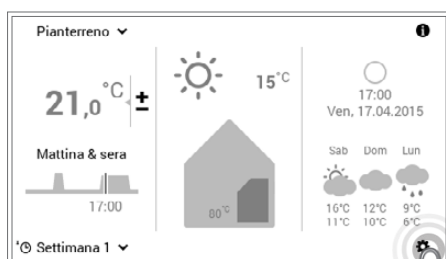 Pianterreno
21,0°C ±
Mattina & sera
17:00
Settimana 1
15°C
80°C
17:00
Ven, 17.04.2015
Sab Dom Lun
16°C 12°C 9°C
11°C 10°C 6°C